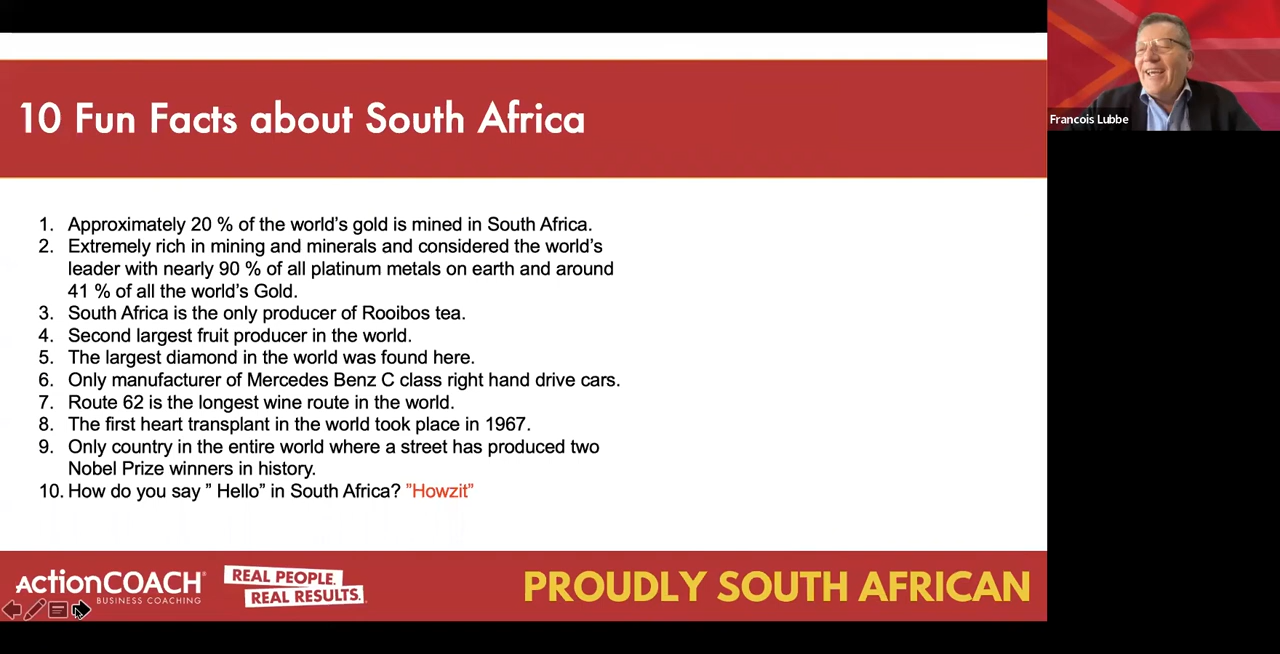 10 Fun Facts about South Africa
Francois Lubbe
1. Approximately 20 % of the world's gold is mined in South Africa.
2. Extremely rich in mining and minerals and considered the world's
leader with nearly 90 % of all platinum metals on earth and around
41 % of all the world's Gold.
3. South Africa is the only producer of Rooibos tea.
4. Second largest fruit producer in the world.
5. The largest diamond in the world was found here.
6. Only manufacturer of Mercedes Benz C class right hand drive cars.
7. Route 62 is the longest wine route in the world.
8. The first heart transplant in the world took place in 1967.
9. Only country in the entire world where a street has produced two
Nobel Prize winners in history.
10. How do you say ” Hello” in South Africa? ”Howzit”
ActionCOACH
BUSINESS COACHING
REAL PEOPLE.
REAL RESULTS.
PROUDLY SOUTH AFRICAN